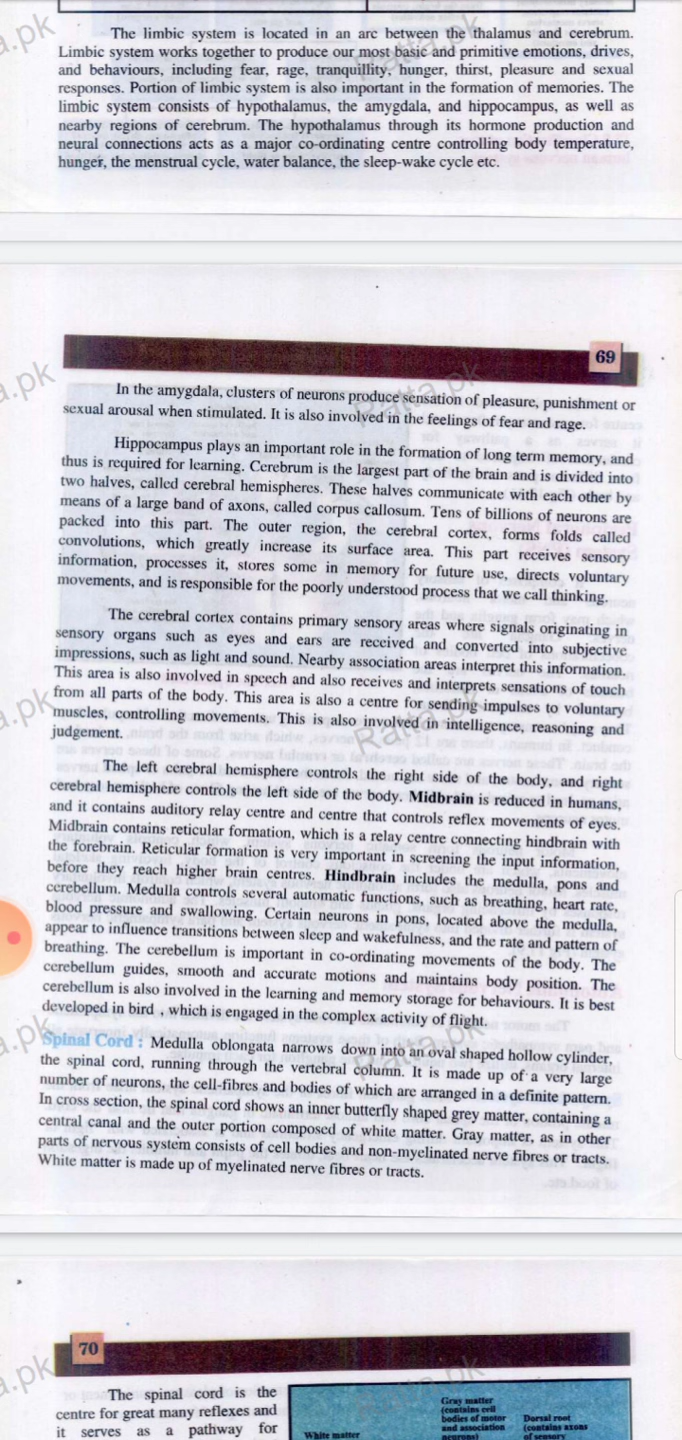 The limbic system is located in an arc between the thalamus and cerebrum.
Limbic system works together to produce our most basic and primitive emotions, drives,
and behaviours, including fear, rage, tranquillity, hunger, thirst, pleasure and sexual
responses. Portion of limbic system is also important in the formation of memories. The
limbic system consists of hypothalamus, the amygdala, and hippocampus, as well as
nearby regions of cerebrum. The hypothalamus through its hormone production and
neural connections acts as a major co-ordinating centre controlling body temperature,
hunger, the menstrual cycle, water balance, the sleep-wake cycle etc.
69
In the amygdala, clusters of neurons produce sensation of pleasure, punishment or
sexual arousal when stimulated. It is also involved in the feelings of fear and rage.
Hippocampus plays an important role in the formation of long term memory, and
thus is required for learning. Cerebrum is the largest part of the brain and is divided into
two halves, called cerebral hemispheres. These halves communicate with each other by
means of a large band of axons, called corpus callosum. Tens of billions of neurons are
packed into this part. The outer region, the cerebral cortex, forms folds called
convolutions, which greatly increase its surface area. This part receives sensory
information, processes it, stores some in memory for future use, directs voluntary
movements, and is responsible for the poorly understood process that we call thinking.
The cerebral cortex contains primary sensory areas where signals originating in
sensory organs such as eyes and ears are received and converted into subjective
impressions, such as light and sound. Nearby association areas interpret this information.
This area is also involved in speech and also receives and interprets sensations of touch
from all parts of the body. This area is also a centre for sending impulses to voluntary
muscles, controlling movements. This is also involved in intelligence, reasoning and
judgement.
The left cerebral hemisphere controls the right side of the body, and right
cerebral hemisphere controls the left side of the body. Midbrain is reduced in humans,
and it contains auditory relay centre and centre that controls reflex movements of eyes.
Midbrain contains reticular formation, which is a relay centre connecting hindbrain with
the forebrain. Reticular formation is very important in screening the input information,
before they reach higher brain centres. Hindbrain includes the medulla, pons and
cerebellum. Medulla controls several automatic functions, such as breathing, heart rate,
blood pressure and swallowing. Certain neurons in pons, located above the medulla,
appear to influence transitions between sleep and wakefulness, and the rate and pattern of
breathing. The cerebellum is important in co-ordinating movements of the body. The
cerebellum guides, smooth and accurate motions and maintains body position. The
cerebellum is also involved in the learning and memory storage for behaviours. It is best
developed in bird , which is engaged in the complex activity of flight.
Spinal Cord : Medulla oblongata narrows down into an oval shaped hollow cylinder,
the spinal cord, running through the vertebral column. It is made up of a very large
number of neurons, the cell-fibres and bodies of which are arranged in a definite pattern.
In cross section, the spinal cord shows an inner butterfly shaped grey matter, containing a
central canal and the outer portion composed of white matter. Gray matter, as in other
parts of nervous system consists of cell bodies and non-myelinated nerve fibres or tracts.
White matter is made up of myelinated nerve fibres or tracts.
70
The spinal cord is the
centre for great many reflexes and
it serves as a pathway for
White matter
Gray matter
(contains cell
bodies of motor
and association
neurons)
Dorsal root
(contains axons
of sensory
Ratta.pk